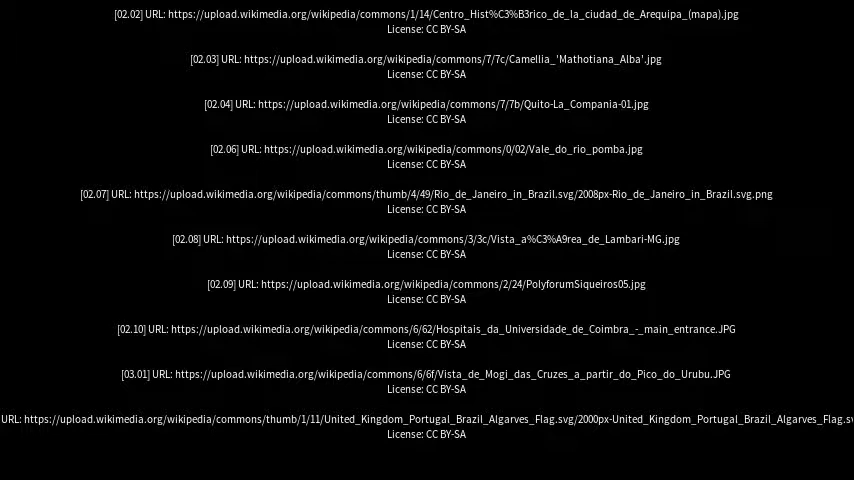 [02.02] URL: https://upload.wikimedia.org/wikipedia/commons/1/14/Centro_Hist%C3%B3rico_de_la_ciudad_de_Arequipa_(mapa).jpg
License: CC BY-SA
[02.03] URL: https://upload.wikimedia.org/wikipedia/commons/7/7c/Camellia_'Mathotiana_Alba'.jpg
License: CC BY-SA
[02.04] URL: https://upload.wikimedia.org/wikipedia/commons/7/7b/Quito-La_Compania-01.jpg
License: CC BY-SA
[02.06] URL: https://upload.wikimedia.org/wikipedia/commons/0/02/Vale_do_rio_pomba.jpg
License: CC BY-SA
[02.07] URL: https://upload.wikimedia.org/wikipedia/commons/thumb/4/49/Rio_de_Janeiro_in_Brazil.svg/2008px-Rio_de_Janeiro_in_Brazil.svg.png
License: CC BY-SA
[02.08] URL: https://upload.wikimedia.org/wikipedia/commons/3/3c/Vista_a%C3%A9rea_de_Lambari-MG.jpg
License: CC BY-SA
[02.09] URL: https://upload.wikimedia.org/wikipedia/commons/2/24/PolyforumSiqueiros05.jpg
License: CC BY-SA
[02.10] URL: https://upload.wikimedia.org/wikipedia/commons/6/62/Hospitais_da_Universidade_de_Coimbra_-_main_entrance.JPG
License: CC BY-SA
[03.01] URL: https://upload.wikimedia.org/wikipedia/commons/6/6f/Vista_de_Mogi_das_Cruzes_a_partir_do_Pico_do_Urubu.JPG
License: CC BY-SA
URL: https://upload.wikimedia.org/wikipedia/commons/thumb/1/11/United_Kingdom_Portugal_Brazil_Algarves_Flag.svg/2000px-United_Kingdom_Portugal_Brazil_Algarves_Flag.sv
License: CC BY-SA